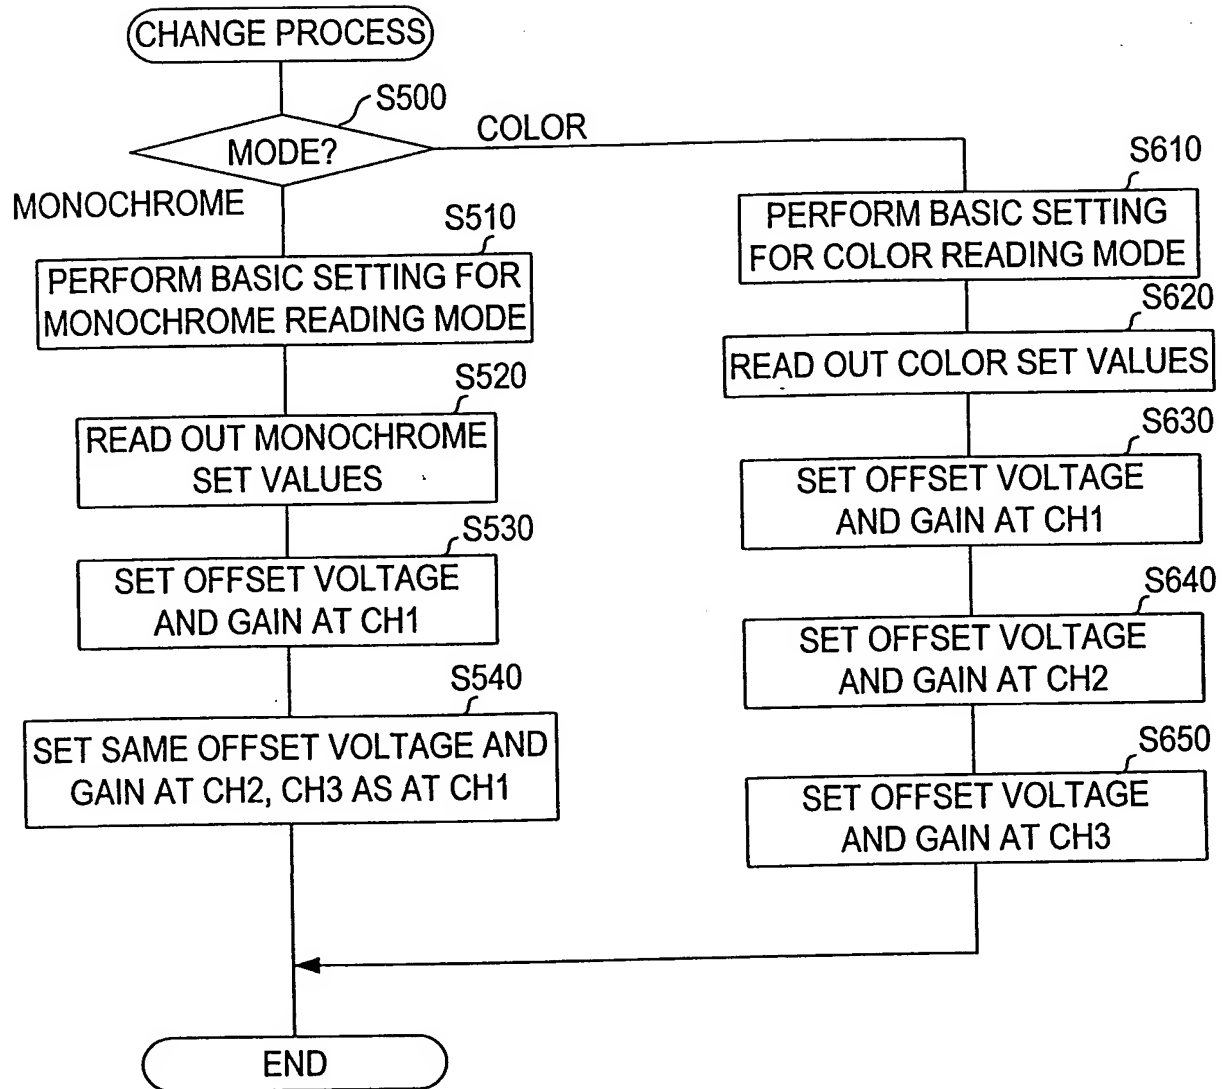 CHANGE PROCESS
S500
MODE?
COLOR
MONOCHROME
S510
PERFORM BASIC SETTING FOR
MONOCHROME READING MODE
S520
READ OUT MONOCHROME
SET VALUES
S530
SET OFFSET VOLTAGE
AND GAIN AT CH1
S540
SET SAME OFFSET VOLTAGE AND
GAIN AT CH2, CH3 AS AT CH1
S610
PERFORM BASIC SETTING
FOR COLOR READING MODE
S620
READ OUT COLOR SET VALUES
S630
SET OFFSET VOLTAGE
AND GAIN AT CH1
S640
SET OFFSET VOLTAGE
AND GAIN AT CH2
S650
SET OFFSET VOLTAGE
AND GAIN AT CH3
END